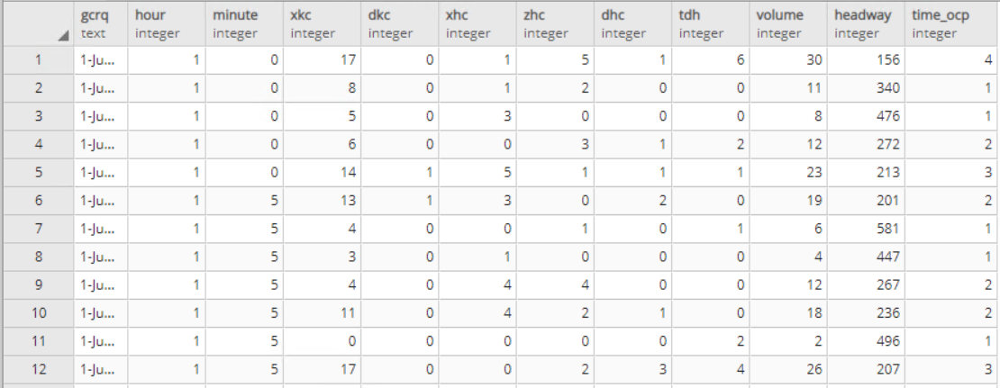 gcrq hour minute xkc dkc xhc zhc dhc tdh volume headway time_ocp
text integer integer integer integer integer integer integer integer integer integer integer
1 1-Ju... 1 0 17 0 1 5 1 6 30 156 4
2 1-Ju... 1 0 8 0 1 2 0 0 11 340 1
3 1-Ju... 1 0 5 0 3 0 0 0 8 476 1
4 1-Ju... 1 0 6 0 0 3 1 2 12 272 2
5 1-Ju... 1 0 14 1 5 1 1 1 23 213 3
6 1-Ju... 1 5 13 1 3 0 2 0 19 201 2
7 1-Ju... 1 5 4 0 0 1 0 1 6 581 1
8 1-Ju... 1 5 3 0 1 0 0 0 4 447 1
9 1-Ju... 1 5 4 0 4 4 0 0 12 267 2
10 1-Ju... 1 5 11 0 4 2 1 0 18 236 2
11 1-Ju... 1 5 0 0 0 0 0 2 2 496 1
12 1-Ju... 1 5 17 0 0 2 3 4 26 207 3